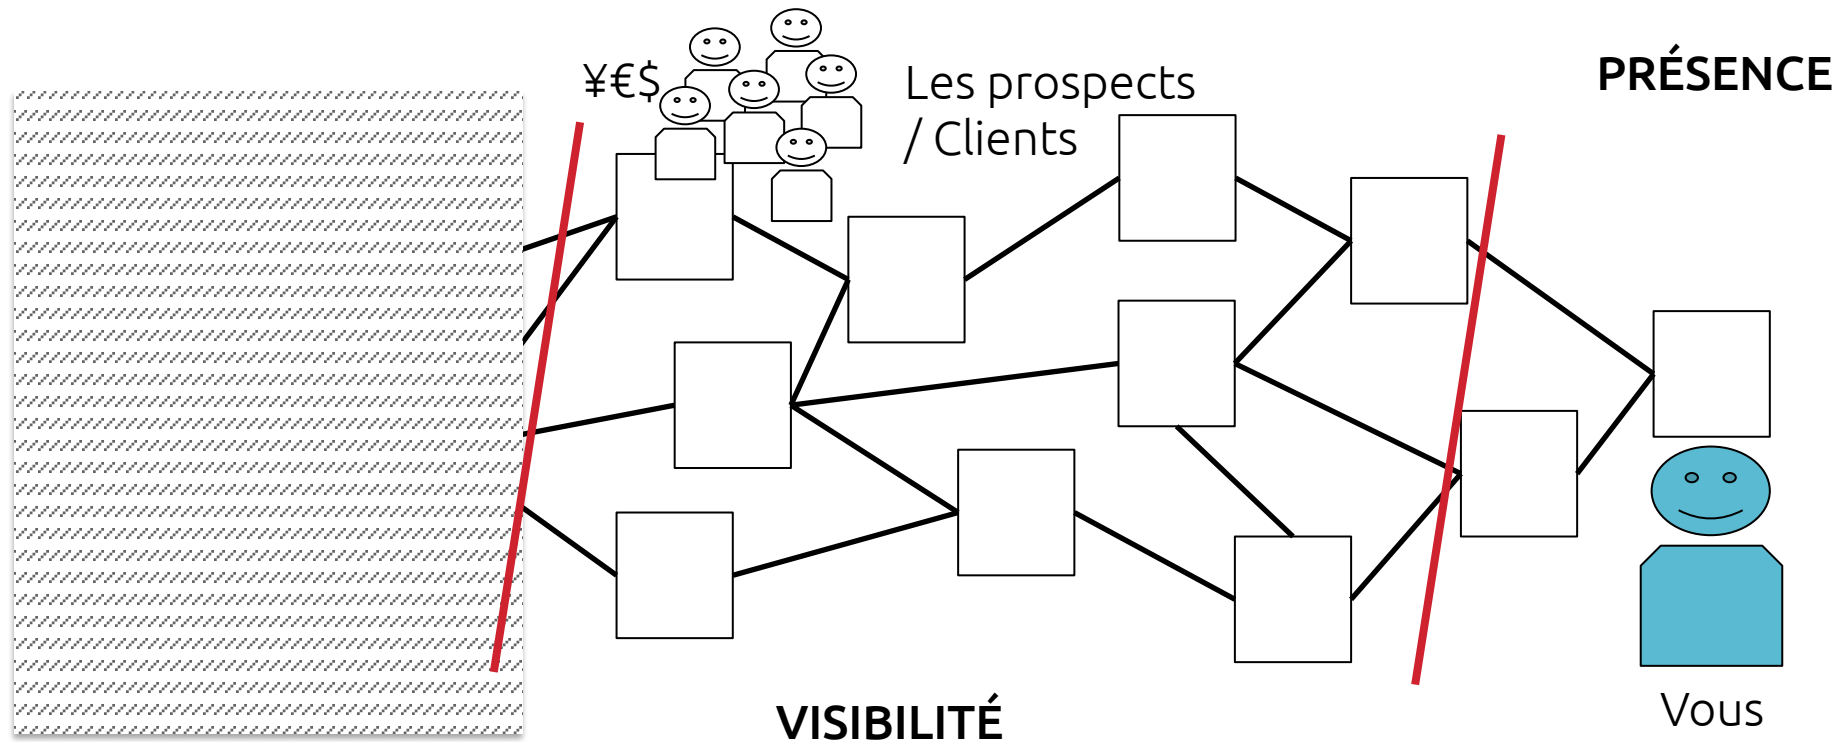 ¥€$
Les prospects
/ Clients
PRÉSENCE
VISIBILITÉ
Vous